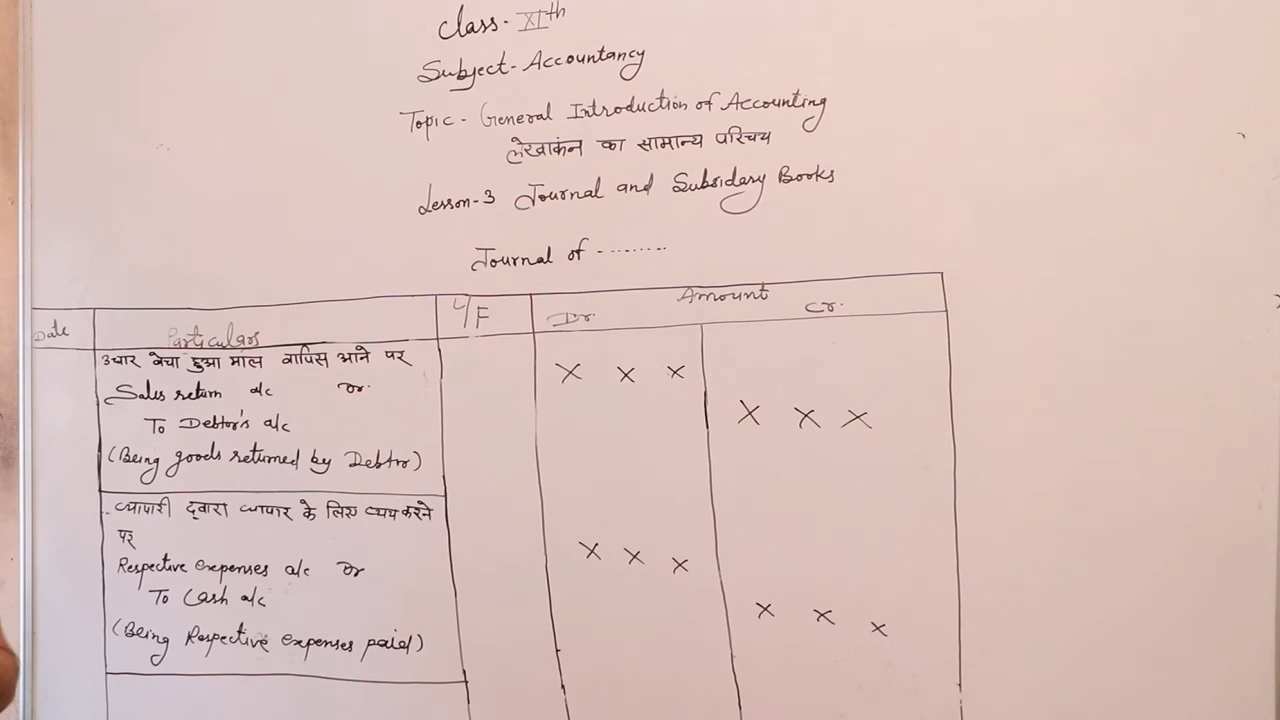 Class- XIth
Subject- Accountancy
Topic- General Introduction of Accounting
लेखाकंन का सामान्य परिचय
Lesson-3 Journal and Subsidary Books
Journal of ---------
Date Particulars L/F Amount
Dr. Cr.
उधार बेचा हुआ माल वापिस आने पर
Sales return a/c Dr. X X X
To Debtor's a/c X X X
(Being goods returned by Debtor)
व्यापारी द्वारा व्यापार के लिए व्यय करने
पर
Respective expenses a/c Dr X X X
To Cash a/c X X X
(Being Respective expenses paid)